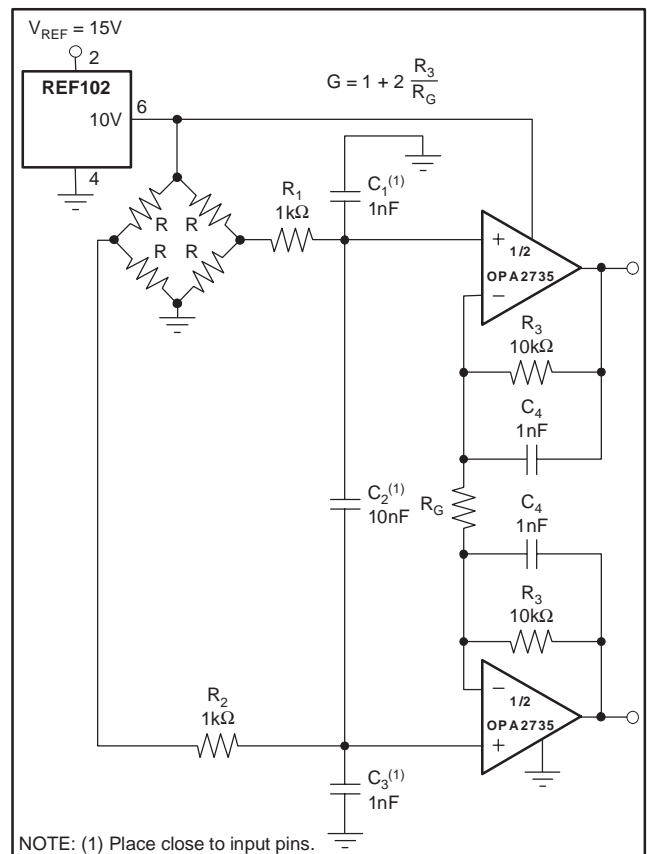 V_REF = 15V
2
REF102
10V
6
4
G = 1 + 2 R₃/R_G
R₁
1kΩ
C₁⁽¹⁾
1nF
R R
R R
+
1/2
OPA2735
−
R₃
10kΩ
C₄
1nF
C₂⁽¹⁾
10nF
R_G
C₄
1nF
R₃
10kΩ
R₂
1kΩ
−
1/2
OPA2735
+
C₃⁽¹⁾
1nF
NOTE: (1) Place close to input pins.